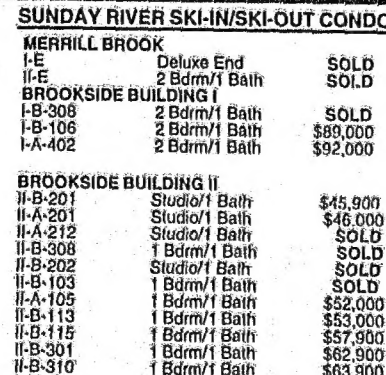 SUNDAY RIVER SKI-IN/SKI-OUT CONDO
MERRILL BROOK
I-E Deluxe End SOLD
II-E 2 Bdrm/1 Bath SOLD
BROOKSIDE BUILDING I
I-B-308 2 Bdrm/1 Bath SOLD
I-B-106 2 Bdrm/1 Bath $89,000
I-A-402 2 Bdrm/1 Bath $92,000
BROOKSIDE BUILDING II
II-B-201 Studio/1 Bath $45,900
II-A-201 Studio/1 Bath $46,000
II-A-212 Studio/1 Bath SOLD
II-B-308 1 Bdrm/1 Bath SOLD
II-B-202 Studio/1 Bath SOLD
II-B-103 1 Bdrm/1 Bath SOLD
II-A-105 1 Bdrm/1 Bath $52,000
II-B-113 1 Bdrm/1 Bath $53,000
II-B-115 1 Bdrm/1 Bath $57,900
II-B-301 1 Bdrm/1 Bath $62,900
II-B-310 1 Bdrm/1 Bath $63,900